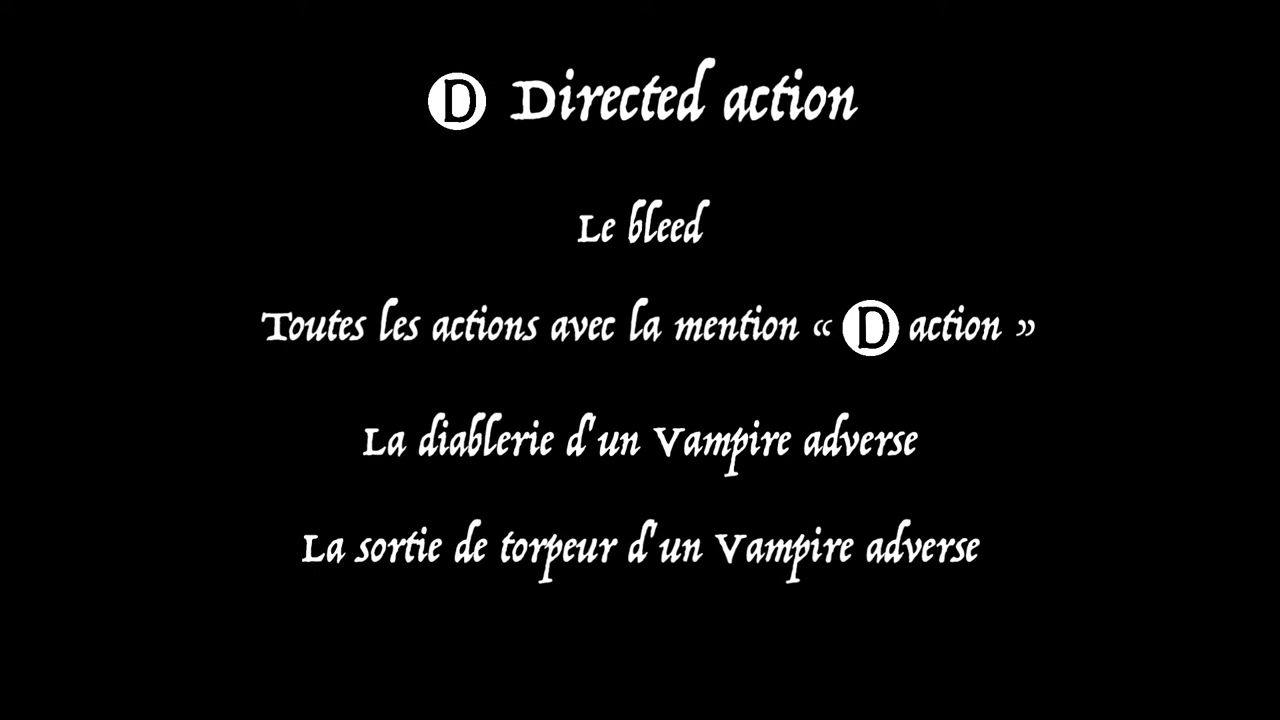 D Directed action
Le bleed
Toutes les actions avec la mention « D action »
La diablerie d'un Vampire adverse
La sortie de torpeur d'un Vampire adverse